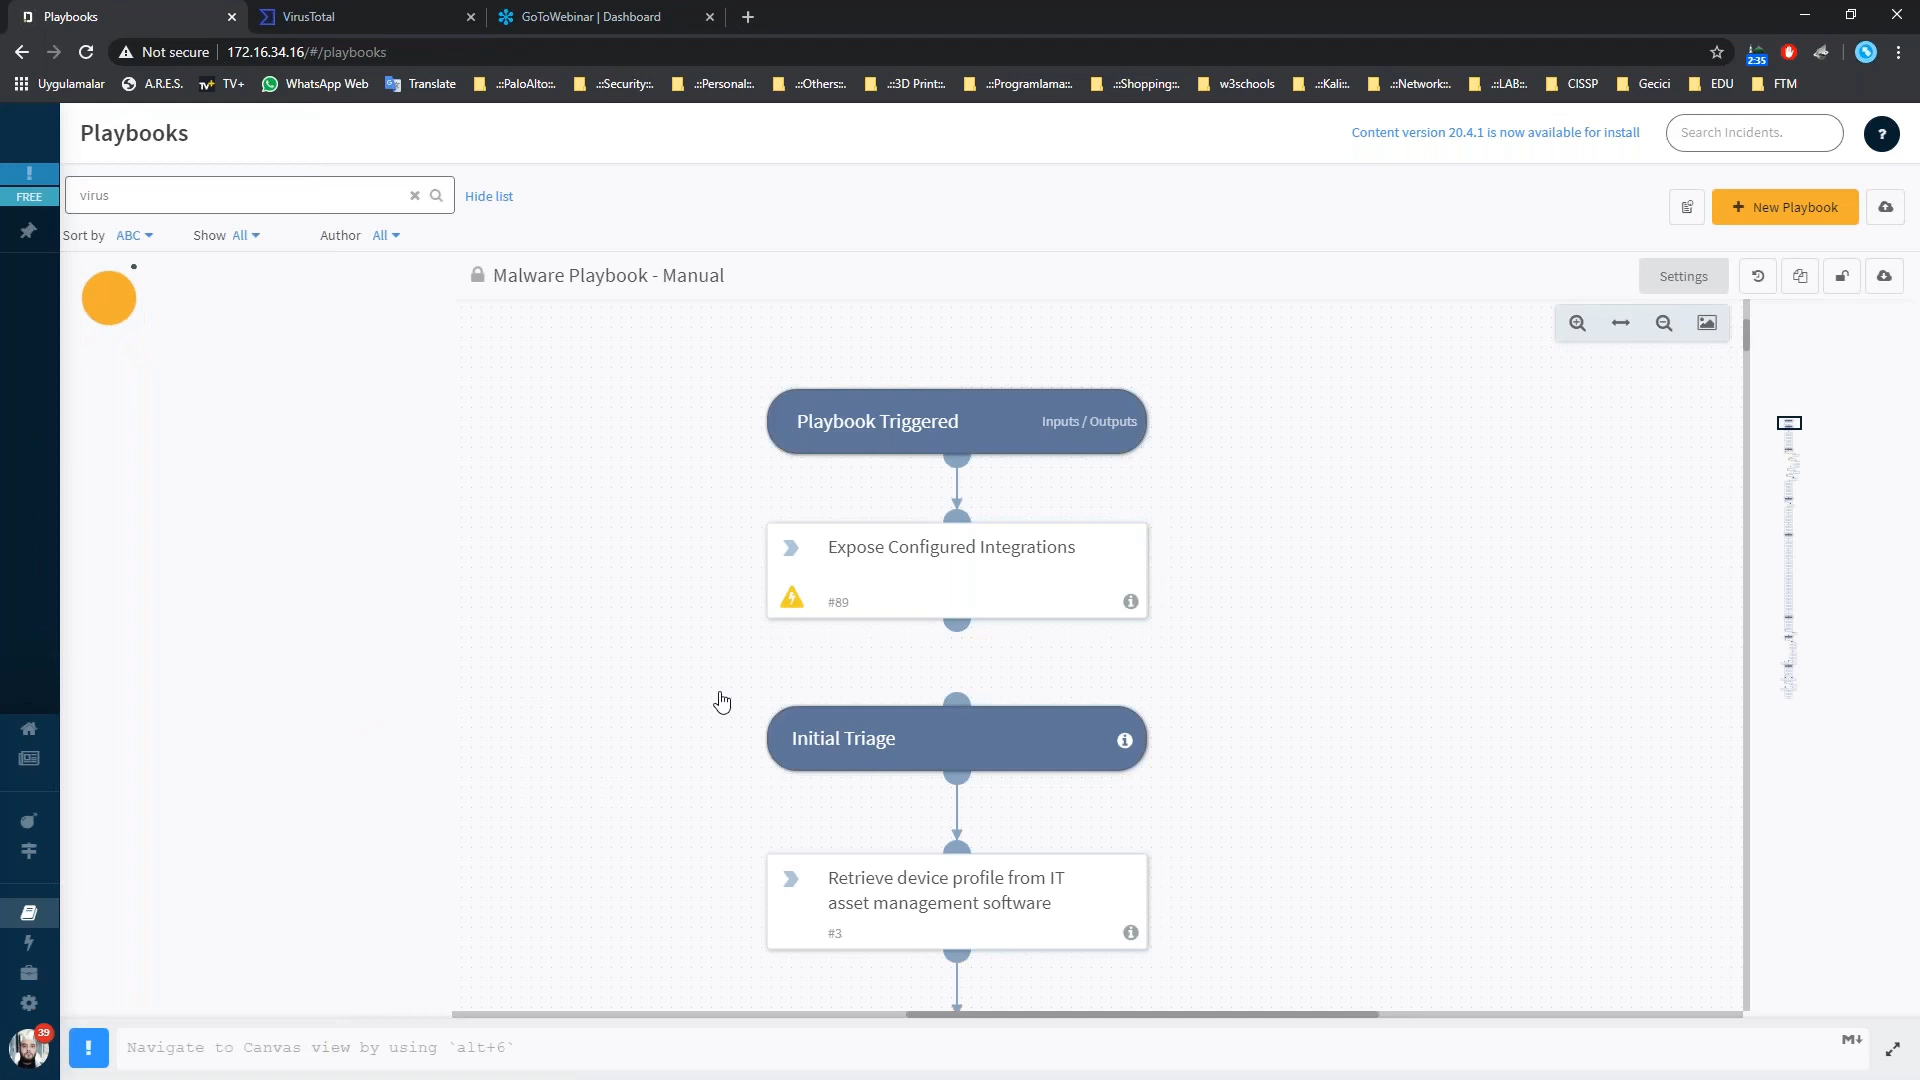 Playbooks
VirusTotal
GoToWebinar | Dashboard
Not secure
172.16.34.16/#/playbooks
2:35
Uygulamalar
A.R.E.S.
TV+
WhatsApp Web
Translate
.::PaloAlto::.
.::Security::.
.::Personal::.
.::Others::.
.::3D Print::.
.::Programlama::.
.::Shopping::.
w3schools
.::Kali::.
.::Network::.
.::LAB::.
CISSP
Gecici
EDU
FTM
Playbooks
Content version 20.4.1 is now available for install
Search Incidents.
?
!
FREE
virus
Hide list
+ New Playbook
Sort by ABC
Show All
Author All
Malware Playbook - Manual
Settings
Playbook Triggered
Inputs / Outputs
Expose Configured Integrations
#89
Initial Triage
Retrieve device profile from IT
asset management software
#3
39
!
Navigate to Canvas view by using `alt+6`
M